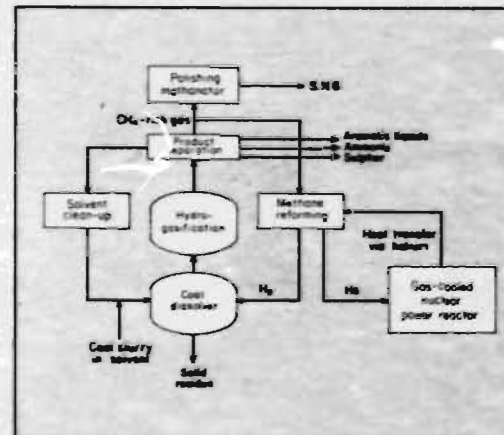 Polishing
methanator
S.N.G
CH₄-rich gas
Product
separation
Aromatic liquids
Ammonia
Sulphur
Solvent
clean-up
Hydro-
gasification
Methane
reforming
Heat transfer
via helium
Coal
dissolver
H₂
He
Gas-cooled
nuclear
power reactor
Coal slurry
in solvent
Solid
residue